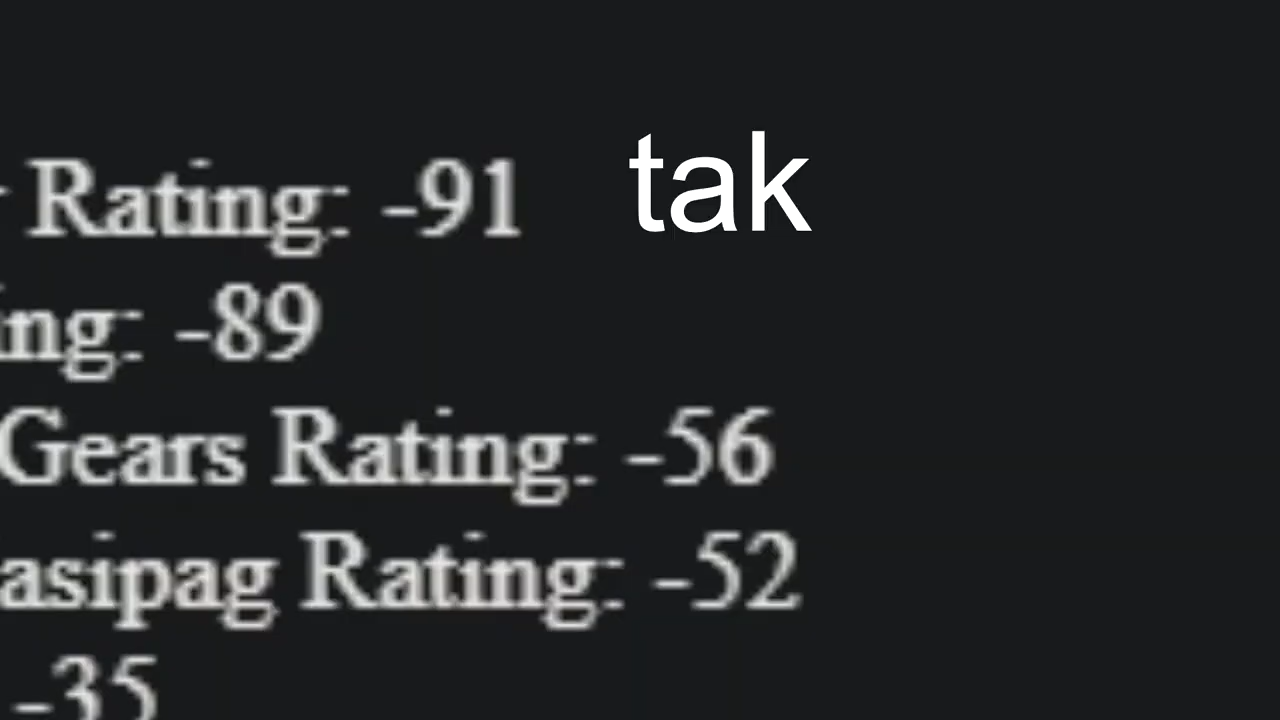 Rating: -91 tak
ing: -89
Gears Rating: -56
asipag Rating: -52
-35